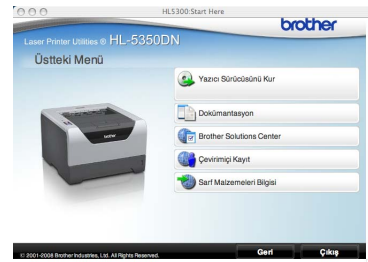 HL5300:Start Here
brother
Laser Printer Utilities ® HL-5350DN
Üstteki Menü
Yazıcı Sürücüsünü Kur
Dokümantasyon
Brother Solutions Center
Çevirimiçi Kayıt
Sarf Malzemeleri Bilgisi
© 2001-2008 Brother Industries, Ltd. All Rights Reserved.
Geri
Çıkış